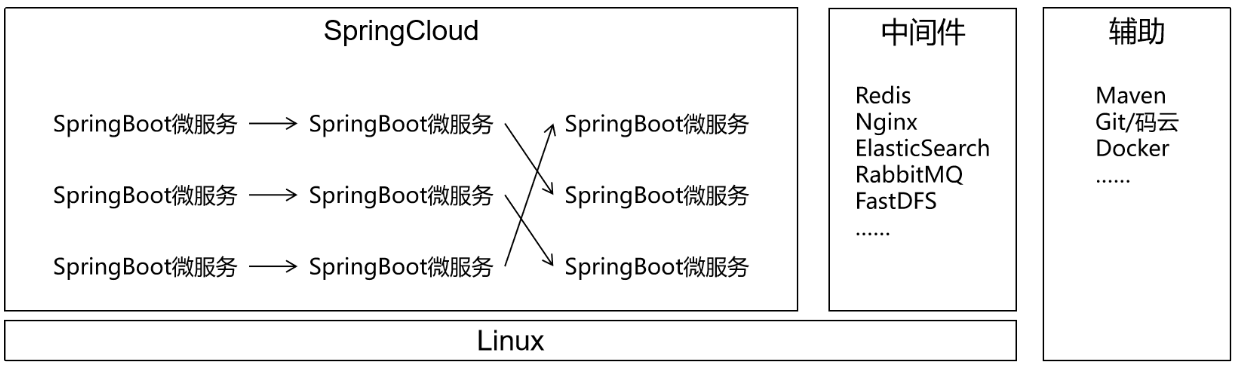 SpringCloud
SpringBoot微服务 SpringBoot微服务 SpringBoot微服务
SpringBoot微服务 SpringBoot微服务 SpringBoot微服务
SpringBoot微服务 SpringBoot微服务 SpringBoot微服务
中间件
Redis
Nginx
ElasticSearch
RabbitMQ
FastDFS
......
辅助
Maven
Git/码云
Docker
......
Linux